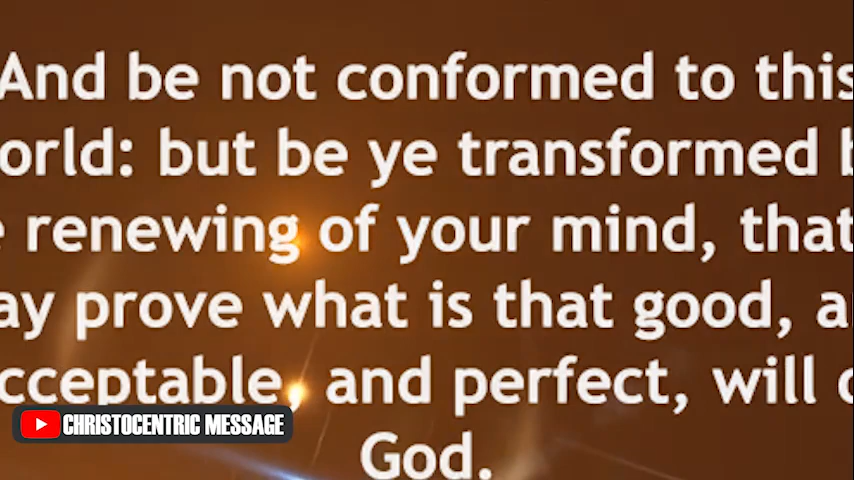 And be not conformed to this
orld: but be ye transformed b
e renewing of your mind, that
ay prove what is that good, a
cceptable, and perfect, will o
God.
CHRISTOCENTRIC MESSAGE